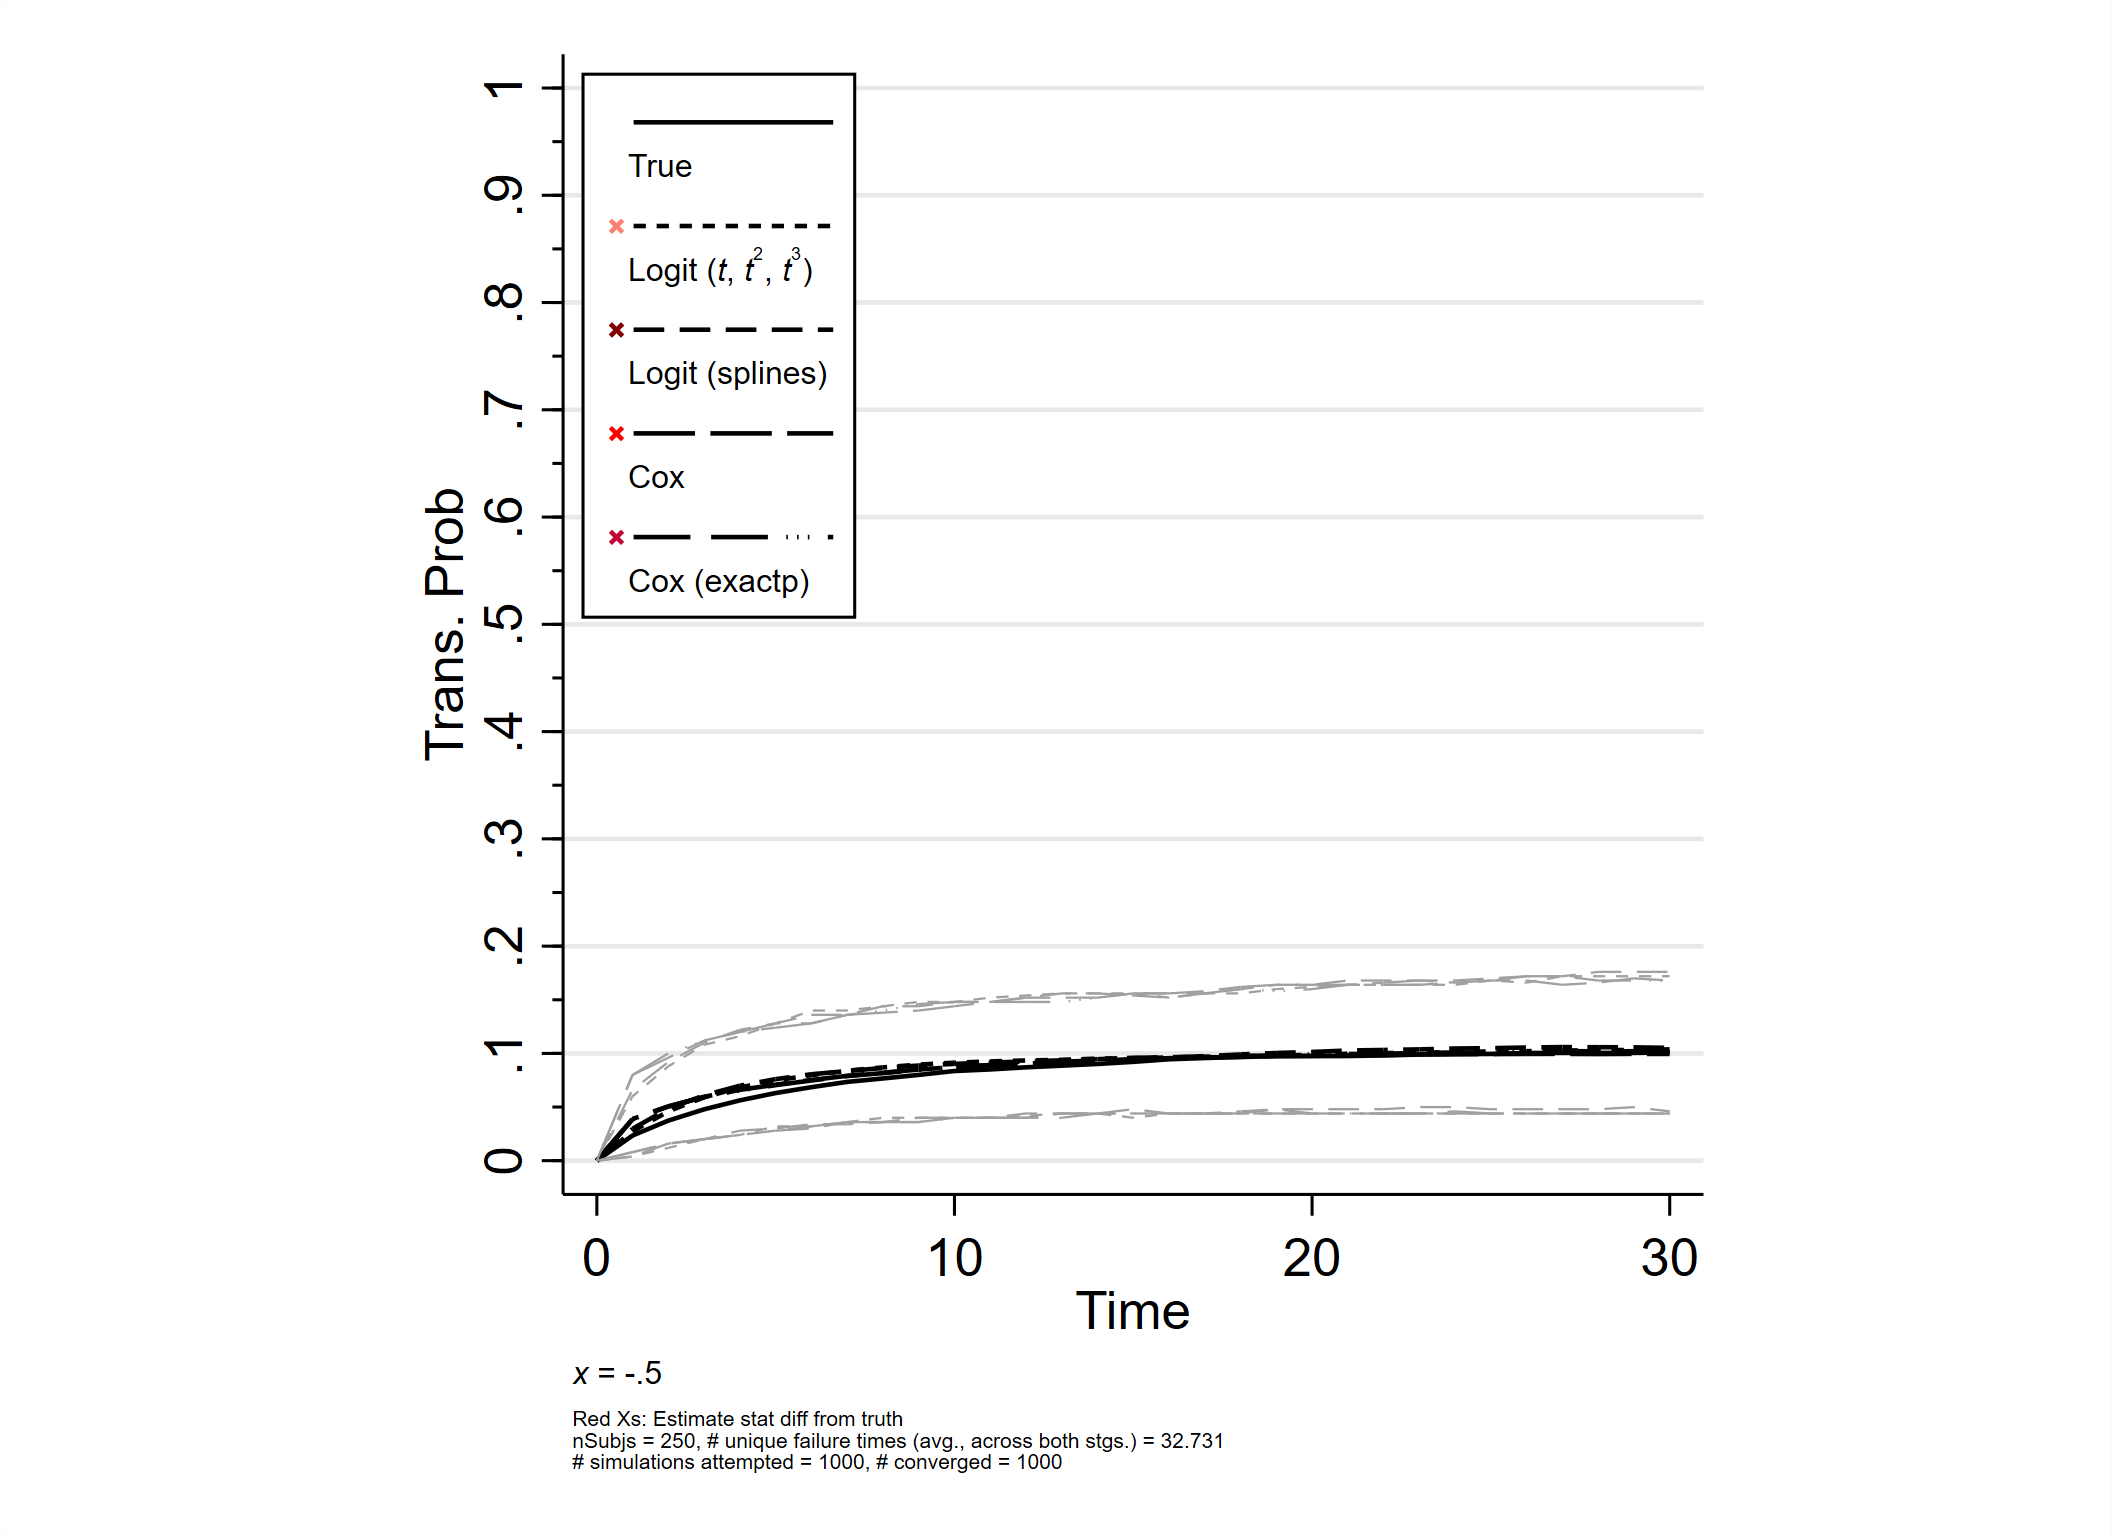 Trans. Prob
1
.9
.8
.7
.6
.5
.4
.3
.2
.1
0
True
Logit (t, t², t³)
Logit (splines)
Cox
Cox (exactp)
0 10 20 30
Time
x = -.5
Red Xs: Estimate stat diff from truth
nSubjs = 250, # unique failure times (avg., across both stgs.) = 32.731
# simulations attempted = 1000, # converged = 1000